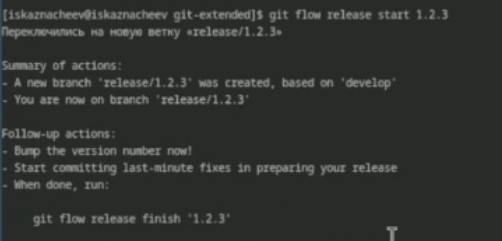 [iskaznacheev@iskaznacheev git-extended]$ git flow release start 1.2.3
Переключились на новую ветку «release/1.2.3»
Summary of actions:
- A new branch 'release/1.2.3' was created, based on 'develop'
- You are now on branch 'release/1.2.3'
Follow-up actions:
- Bump the version number now!
- Start committing last-minute fixes in preparing your release
- When done, run:
git flow release finish '1.2.3'